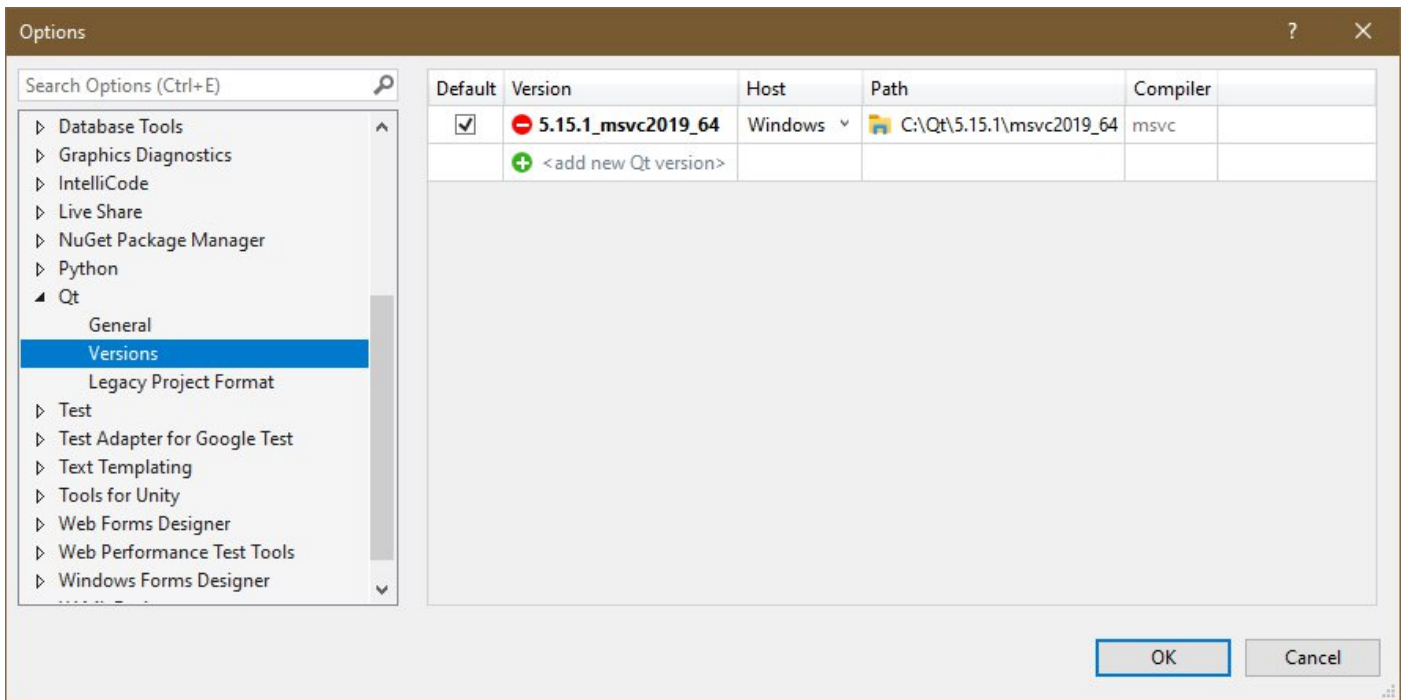 Options
Search Options (Ctrl+E)
Database Tools
Graphics Diagnostics
IntelliCode
Live Share
NuGet Package Manager
Python
Qt
General
Versions
Legacy Project Format
Test
Test Adapter for Google Test
Text Templating
Tools for Unity
Web Forms Designer
Web Performance Test Tools
Windows Forms Designer
Default Version Host Path Compiler
5.15.1_msvc2019_64 Windows C:\Qt\5.15.1\msvc2019_64 msvc
<add new Qt version>
OK Cancel